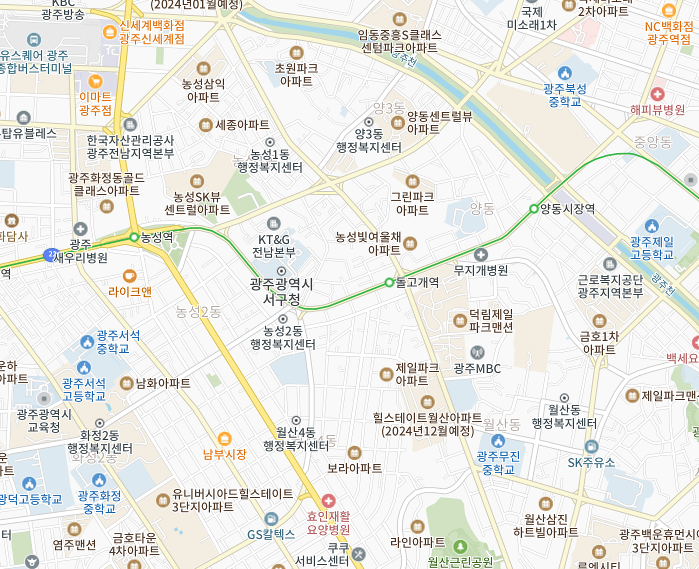 KBC
광주방송
(2024년01월예정)
신세계백화점
광주신세계점
임동중흥S클래스
센텀파크아파트
국제
미소래1차
2차아파트
NC백화점
광주역점
유스퀘어 광주
종합버스터미널
이마트
광주점
농성삼익
아파트
초원파크
아파트
광주천
광주북성
중학교
해피뷰병원
양3동
양동센트럴뷰
아파트
세종아파트
양3동
행정복지센터
중앙동
탑유블레스
한국자산관리공사
광주전남지역본부
농성1동
행정복지센터
광주화정동골드
클래스아파트
농성SK뷰
센트럴아파트
그린파크
아파트
양동
양동시장역
화담사
광주
새우리병원
농성역
KT&G
전남본부
농성빛여울채
아파트
무지개병원
광주제일
고등학교
22
역
라이크앤
광주광역시
서구청
돌고개역
근로복지공단
광주지역본부
광주천
농성2동
농성2동
행정복지센터
덕림제일
파크맨션
금호1차
아파트
광주서석
중학교
백세요
광주MBC
광주서석
고등학교
남화아파트
제일파크
아파트
제일파크맨션
광주광역시
교육청
힐스테이트월산아파트
(2024년12월예정)
월산동
월산동
행정복지센터
화정2동
행정복지센터
화정2동
남부시장
월산4동
행정복지센터
광주무진
중학교
SK주유소
보라아파트
광덕고등학교
광주화정
중학교
유니버시아드힐스테이트
3단지아파트
효인재활
요양병원
GS칼텍스
월산삼진
하트빌아파트
염주맨션
금호타운
4차아파트
쿠쿠
서비스센터
라인아파트
월산근린공원
광주백운휴먼시아
3단지아파트
루엔시티